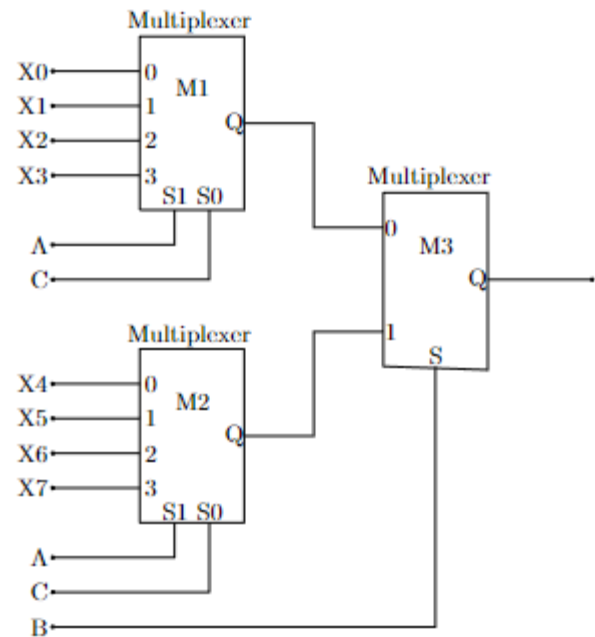 Multiplexer
X0 0
M1
X1 1
Q
X2 2
X3 3
S1 S0
A
C
Multiplexer
0
M3
Q
1
S
Multiplexer
X4 0
M2
X5 1
Q
X6 2
X7 3
S1 S0
A
C
B